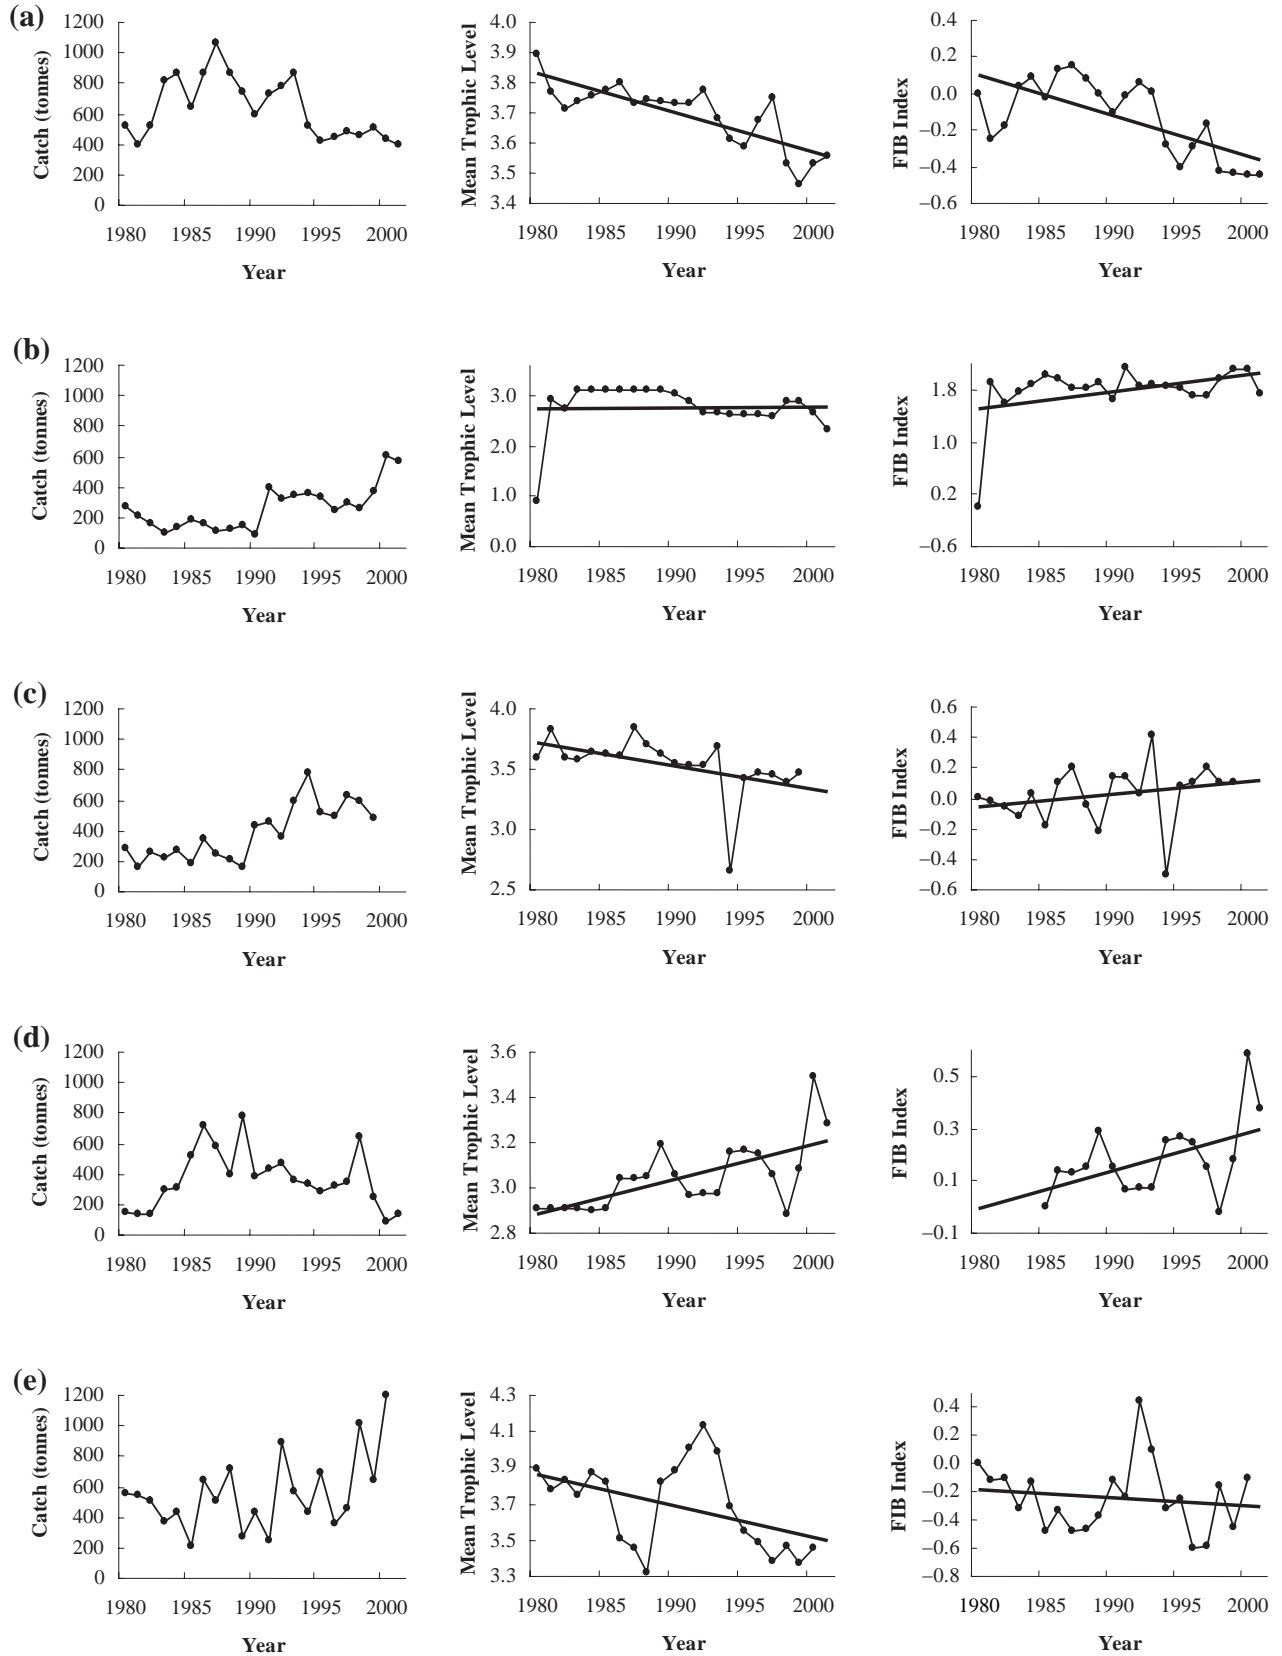 (a)
Catch (tonnes)
1200
1000
800
600
400
200
0
1980 1985 1990 1995 2000
Year
Mean Trophic Level
4.0
3.9
3.8
3.7
3.6
3.5
3.4
1980 1985 1990 1995 2000
Year
FIB Index
0.4
0.2
0.0
−0.2
−0.4
−0.6
1980 1985 1990 1995 2000
Year
(b)
Catch (tonnes)
1200
1000
800
600
400
200
0
1980 1985 1990 1995 2000
Year
Mean Trophic Level
3.0
2.0
1.0
0.0
1980 1985 1990 1995 2000
Year
FIB Index
1.8
1.0
0.2
−0.6
1980 1985 1990 1995 2000
Year
(c)
Catch (tonnes)
1200
1000
800
600
400
200
0
1980 1985 1990 1995 2000
Year
Mean Trophic Level
4.0
3.5
3.0
2.5
1980 1985 1990 1995 2000
Year
FIB Index
0.6
0.4
0.2
0.0
−0.2
−0.4
−0.6
1980 1985 1990 1995 2000
Year
(d)
Catch (tonnes)
1200
1000
800
600
400
200
0
1980 1985 1990 1995 2000
Year
Mean Trophic Level
3.6
3.4
3.2
3.0
2.8
1980 1985 1990 1995 2000
Year
FIB Index
0.5
0.3
0.1
−0.1
1980 1985 1990 1995 2000
Year
(e)
Catch (tonnes)
1200
1000
800
600
400
200
0
1980 1985 1990 1995 2000
Year
Mean Trophic Level
4.3
4.1
3.9
3.7
3.5
3.3
1980 1985 1990 1995 2000
Year
FIB Index
0.4
0.2
0.0
−0.2
−0.4
−0.6
−0.8
1980 1985 1990 1995 2000
Year